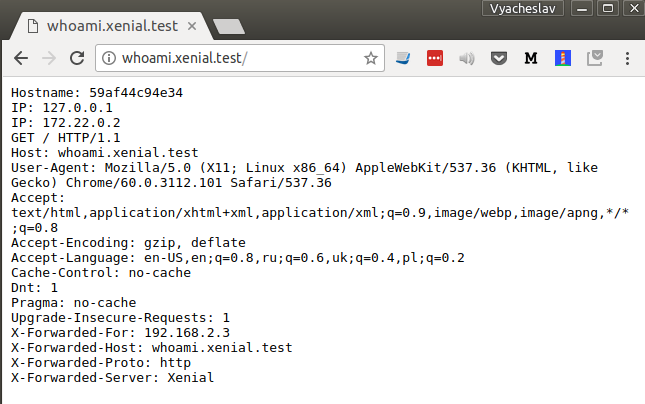 Vyacheslav
whoami.xenial.test
whoami.xenial.test/
M
Hostname: 59af44c94e34
IP: 127.0.0.1
IP: 172.22.0.2
GET / HTTP/1.1
Host: whoami.xenial.test
User-Agent: Mozilla/5.0 (X11; Linux x86_64) AppleWebKit/537.36 (KHTML, like
Gecko) Chrome/60.0.3112.101 Safari/537.36
Accept:
text/html,application/xhtml+xml,application/xml;q=0.9,image/webp,image/apng,*/*
;q=0.8
Accept-Encoding: gzip, deflate
Accept-Language: en-US,en;q=0.8,ru;q=0.6,uk;q=0.4,pl;q=0.2
Cache-Control: no-cache
Dnt: 1
Pragma: no-cache
Upgrade-Insecure-Requests: 1
X-Forwarded-For: 192.168.2.3
X-Forwarded-Host: whoami.xenial.test
X-Forwarded-Proto: http
X-Forwarded-Server: Xenial